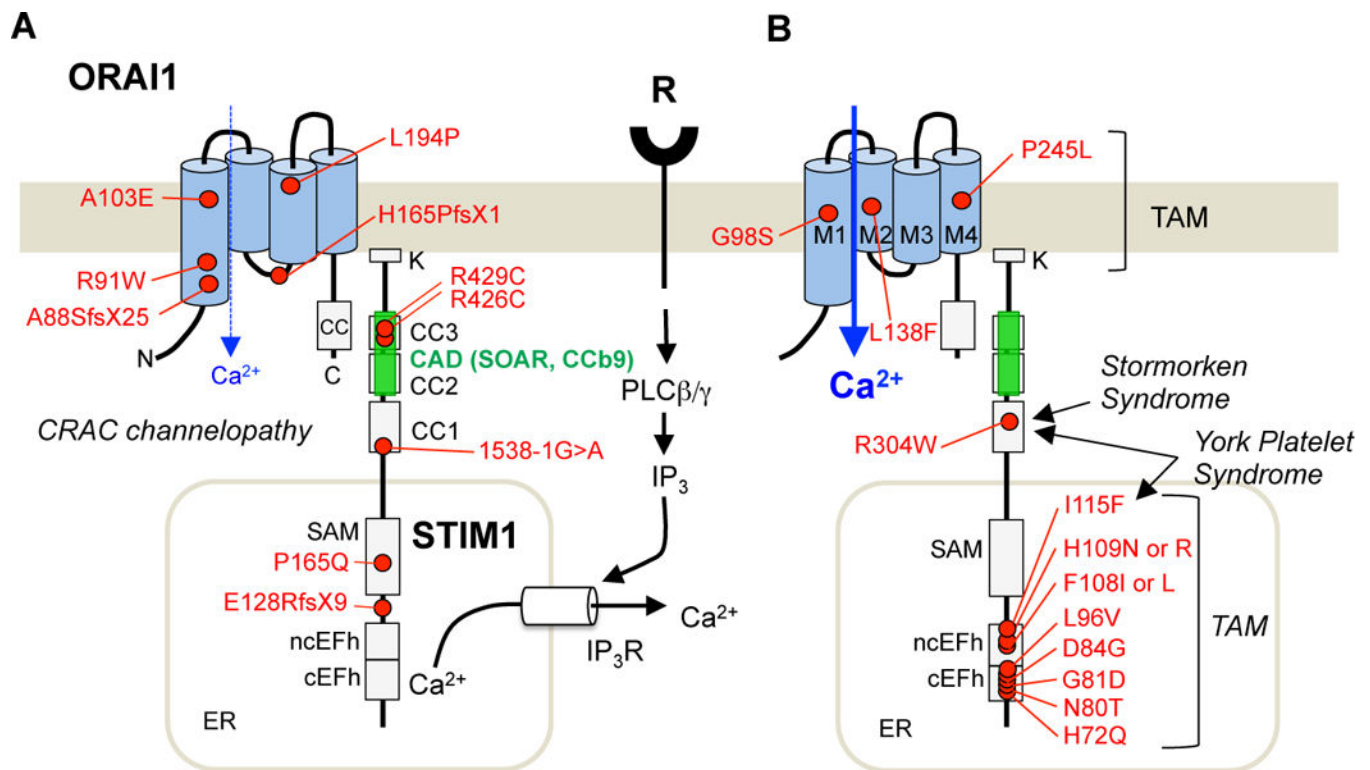 A
ORAI1
L194P
A103E
H165PfsX1
R91W
A88SfsX25
N
Ca²⁺
CC
C
K
R429C
R426C
CC3
CAD (SOAR, CCb9)
CC2
CRAC channelopathy
CC1
1538-1G>A
SAM
STIM1
P165Q
E128RfsX9
ncEFh
cEFh
Ca²⁺
ER
R
PLCβ/γ
IP₃
IP₃R
Ca²⁺
B
P245L
TAM
G98S
M1
M2
M3
M4
L138F
Ca²⁺
K
Stormorken
Syndrome
R304W
York Platelet
Syndrome
I115F
SAM
H109N or R
F108I or L
L96V
ncEFh
D84G
TAM
cEFh
G81D
N80T
H72Q
ER